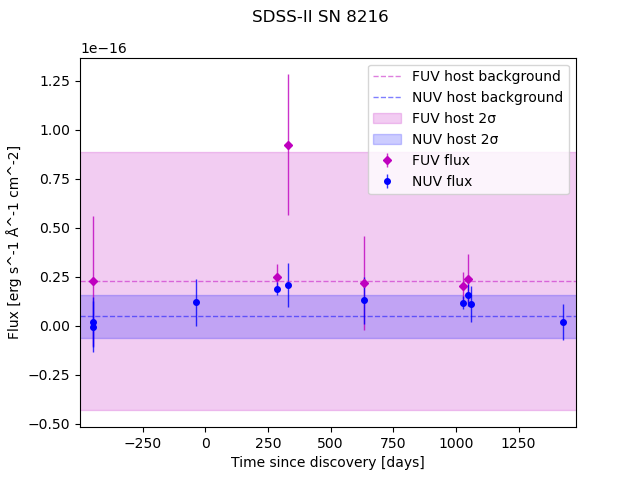 SDSS-II SN 8216
1e−16
FUV host background
NUV host background
FUV host 2σ
NUV host 2σ
FUV flux
NUV flux
1.25
1.00
0.75
0.50
0.25
0.00
−0.25
−0.50
Flux [erg s^-1 Å^-1 cm^-2]
−250 0 250 500 750 1000 1250
Time since discovery [days]